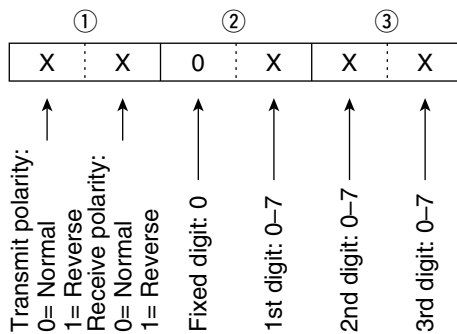 ① ② ③
X X 0 X X X
Transmit polarity:
0= Normal
1= Reverse
Receive polarity:
0= Normal
1= Reverse
Fixed digit: 0
1st digit: 0–7
2nd digit: 0–7
3rd digit: 0–7